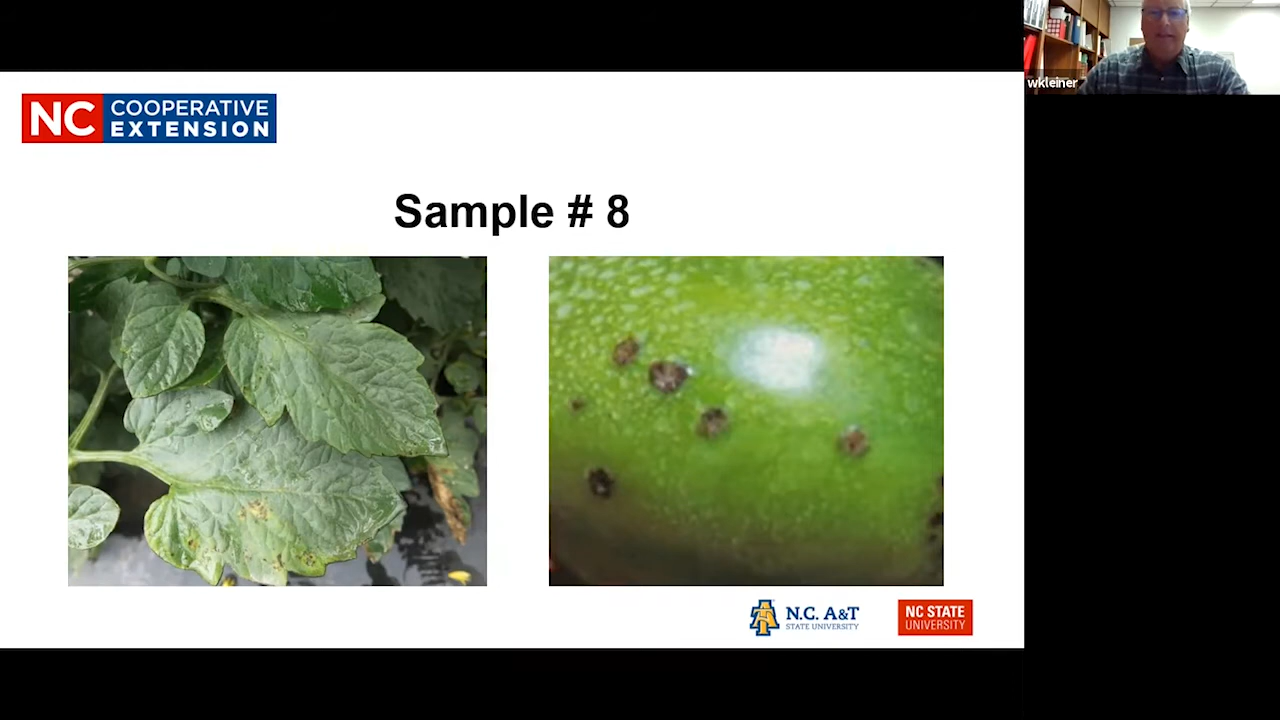 wkleiner
NC COOPERATIVE
EXTENSION
Sample # 8
N.C. A&T
STATE UNIVERSITY
NC STATE
UNIVERSITY